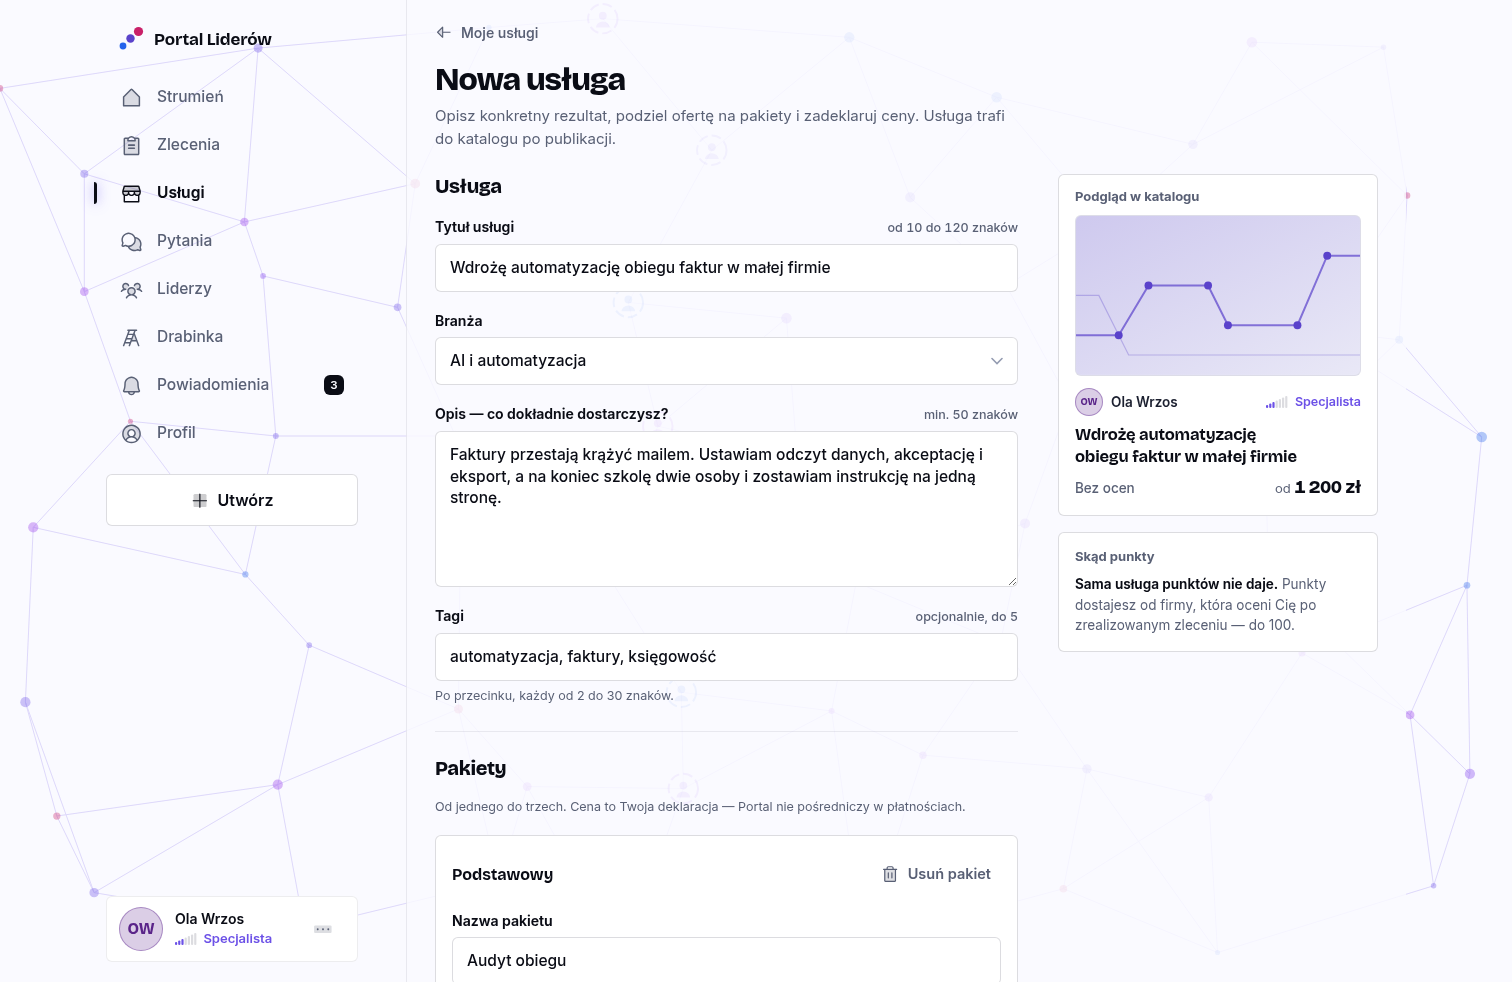 Portal Liderów
Strumień
Zlecenia
Usługi
Pytania
Liderzy
Drabinka
Powiadomienia 3
Profil
Utwórz
OW
Ola Wrzos
Specjalista
Moje usługi
Nowa usługa
Opisz konkretny rezultat, podziel ofertę na pakiety i zadeklaruj ceny. Usługa trafi
do katalogu po publikacji.
Usługa
Tytuł usługi od 10 do 120 znaków
Wdrożę automatyzację obiegu faktur w małej firmie
Branża
AI i automatyzacja
Opis — co dokładnie dostarczysz? min. 50 znaków
Faktury przestają krążyć mailem. Ustawiam odczyt danych, akceptację i
eksport, a na koniec szkolę dwie osoby i zostawiam instrukcję na jedną
stronę.
Tagi opcjonalnie, do 5
automatyzacja, faktury, księgowość
Po przecinku, każdy od 2 do 30 znaków.
Pakiety
Od jednego do trzech. Cena to Twoja deklaracja — Portal nie pośredniczy w płatnościach.
Podstawowy Usuń pakiet
Nazwa pakietu
Audyt obiegu
Podgląd w katalogu
OW Ola Wrzos Specjalista
Wdrożę automatyzację
obiegu faktur w małej firmie
Bez ocen od 1 200 zł
Skąd punkty
Sama usługa punktów nie daje. Punkty
dostajesz od firmy, która oceni Cię po
zrealizowanym zleceniu — do 100.